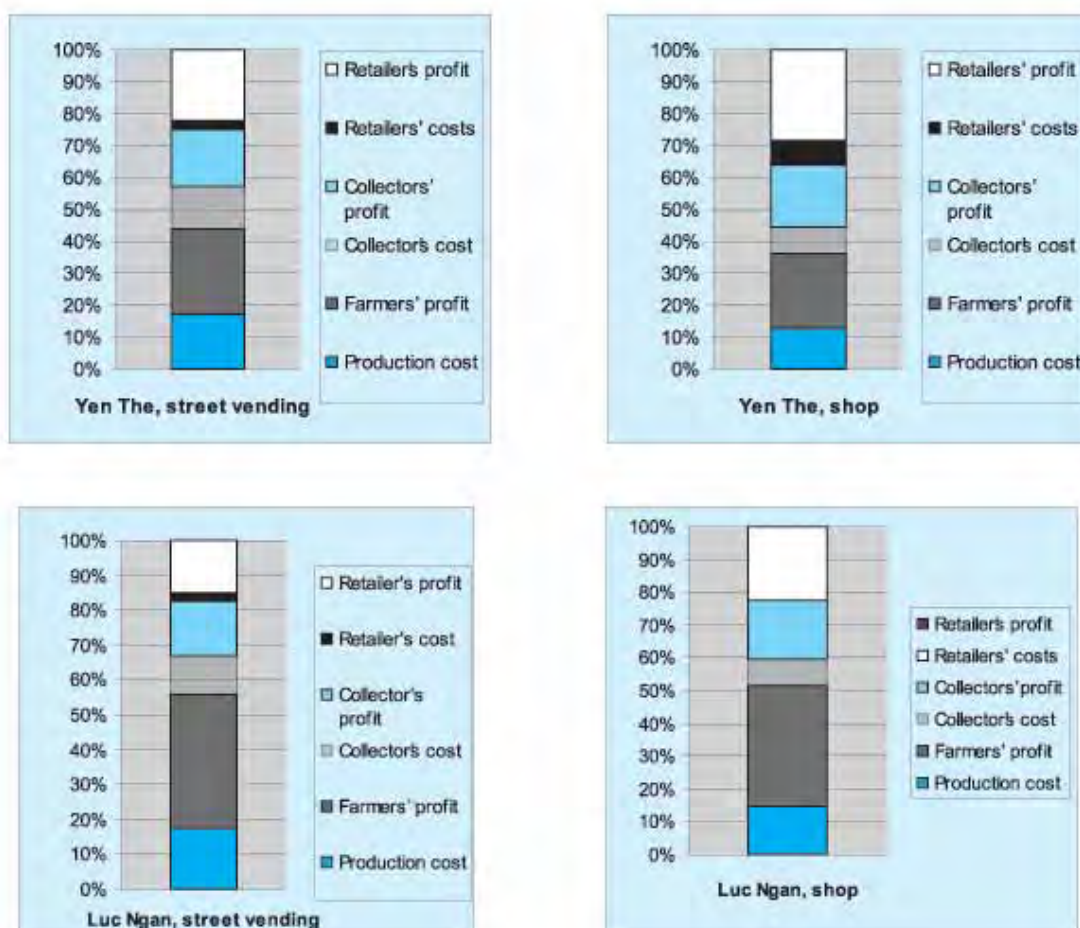 100%
90%
80%
70%
60%
50%
40%
30%
20%
10%
0%
Retailers profit
Retailers' costs
Collectors'
profit
Collectors cost
Farmers' profit
Production cost
Yen The, street vending
100%
90%
80%
70%
60%
50%
40%
30%
20%
10%
0%
Retailers' profit
Retailers' costs
Collectors'
profit
Collectors cost
Farmers' profit
Production cost
Yen The, shop
100%
90%
80%
70%
60%
50%
40%
30%
20%
10%
0%
Retailer's profit
Retailer's cost
Collector's
profit
Collectors cost
Farmers' profit
Production cost
Luc Ngan, street vending
100%
90%
80%
70%
60%
50%
40%
30%
20%
10%
0%
Retailers profit
Retailers' costs
Collectors' profit
Collectors cost
Farmers' profit
Production cost
Luc Ngan, shop